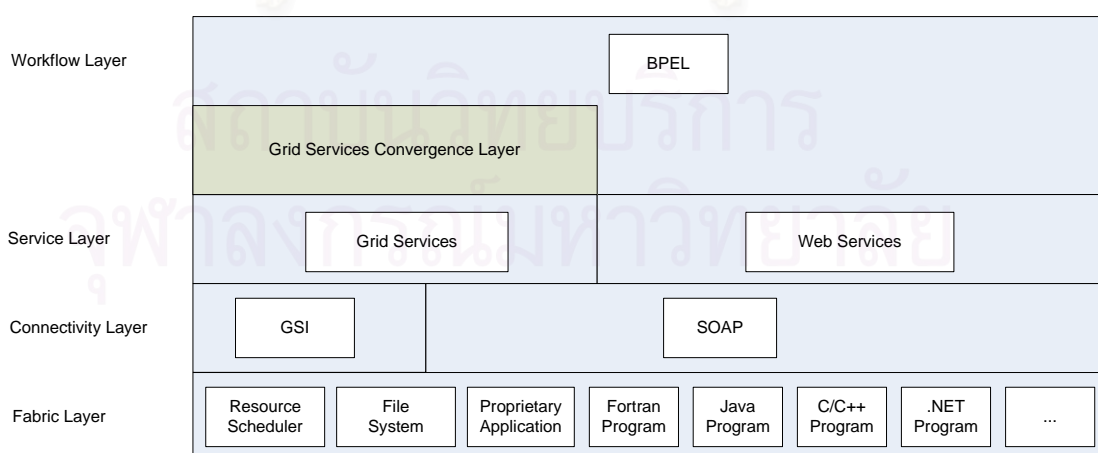 Workflow Layer
BPEL
Grid Services Convergence Layer
สถาบันวิทยบริการ
Service Layer
Grid Services
Web Services
จุฬาลงกรณ์มหาวิทยาลัย
Connectivity Layer
GSI
SOAP
Fabric Layer
Resource
Scheduler
File
System
Proprietary
Application
Fortran
Program
Java
Program
C/C++
Program
.NET
Program
...